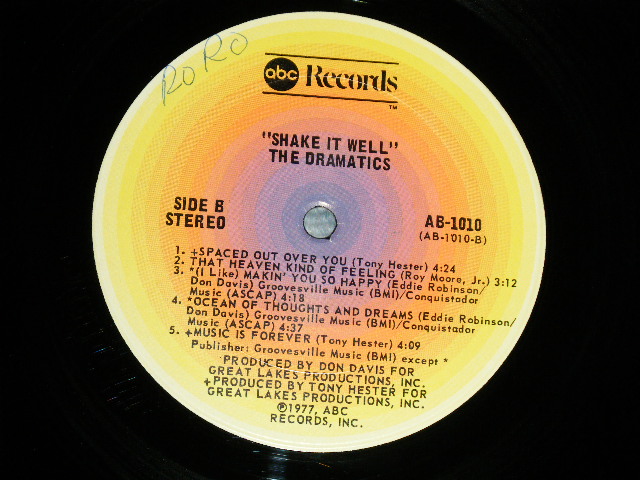 RORO
abc Records
TM
"SHAKE IT WELL"
THE DRAMATICS
SIDE B
STEREO
AB-1010
(AB-1010-B)
1. +SPACED OUT OVER YOU (Tony Hester) 4:24
2. THAT HEAVEN KIND OF FEELING (Roy Moore, Jr.) 3:12
3. *(I Like) MAKIN' YOU SO HAPPY (Eddie Robinson/
Don Davis) Groovesville Music (BMI)/Conquistador
Music (ASCAP) 4:18
4. *OCEAN OF THOUGHTS AND DREAMS (Eddie Robinson/
Don Davis) Groovesville Music (BMI)/Conquistador
Music (ASCAP) 4:37
5. +MUSIC IS FOREVER (Tony Hester) 4:09
Publisher: Groovesville Music (BMI) except *
PRODUCED BY DON DAVIS FOR
GREAT LAKES PRODUCTIONS, INC.
+PRODUCED BY TONY HESTER FOR
GREAT LAKES PRODUCTIONS, INC.
℗1977, ABC
RECORDS, INC.